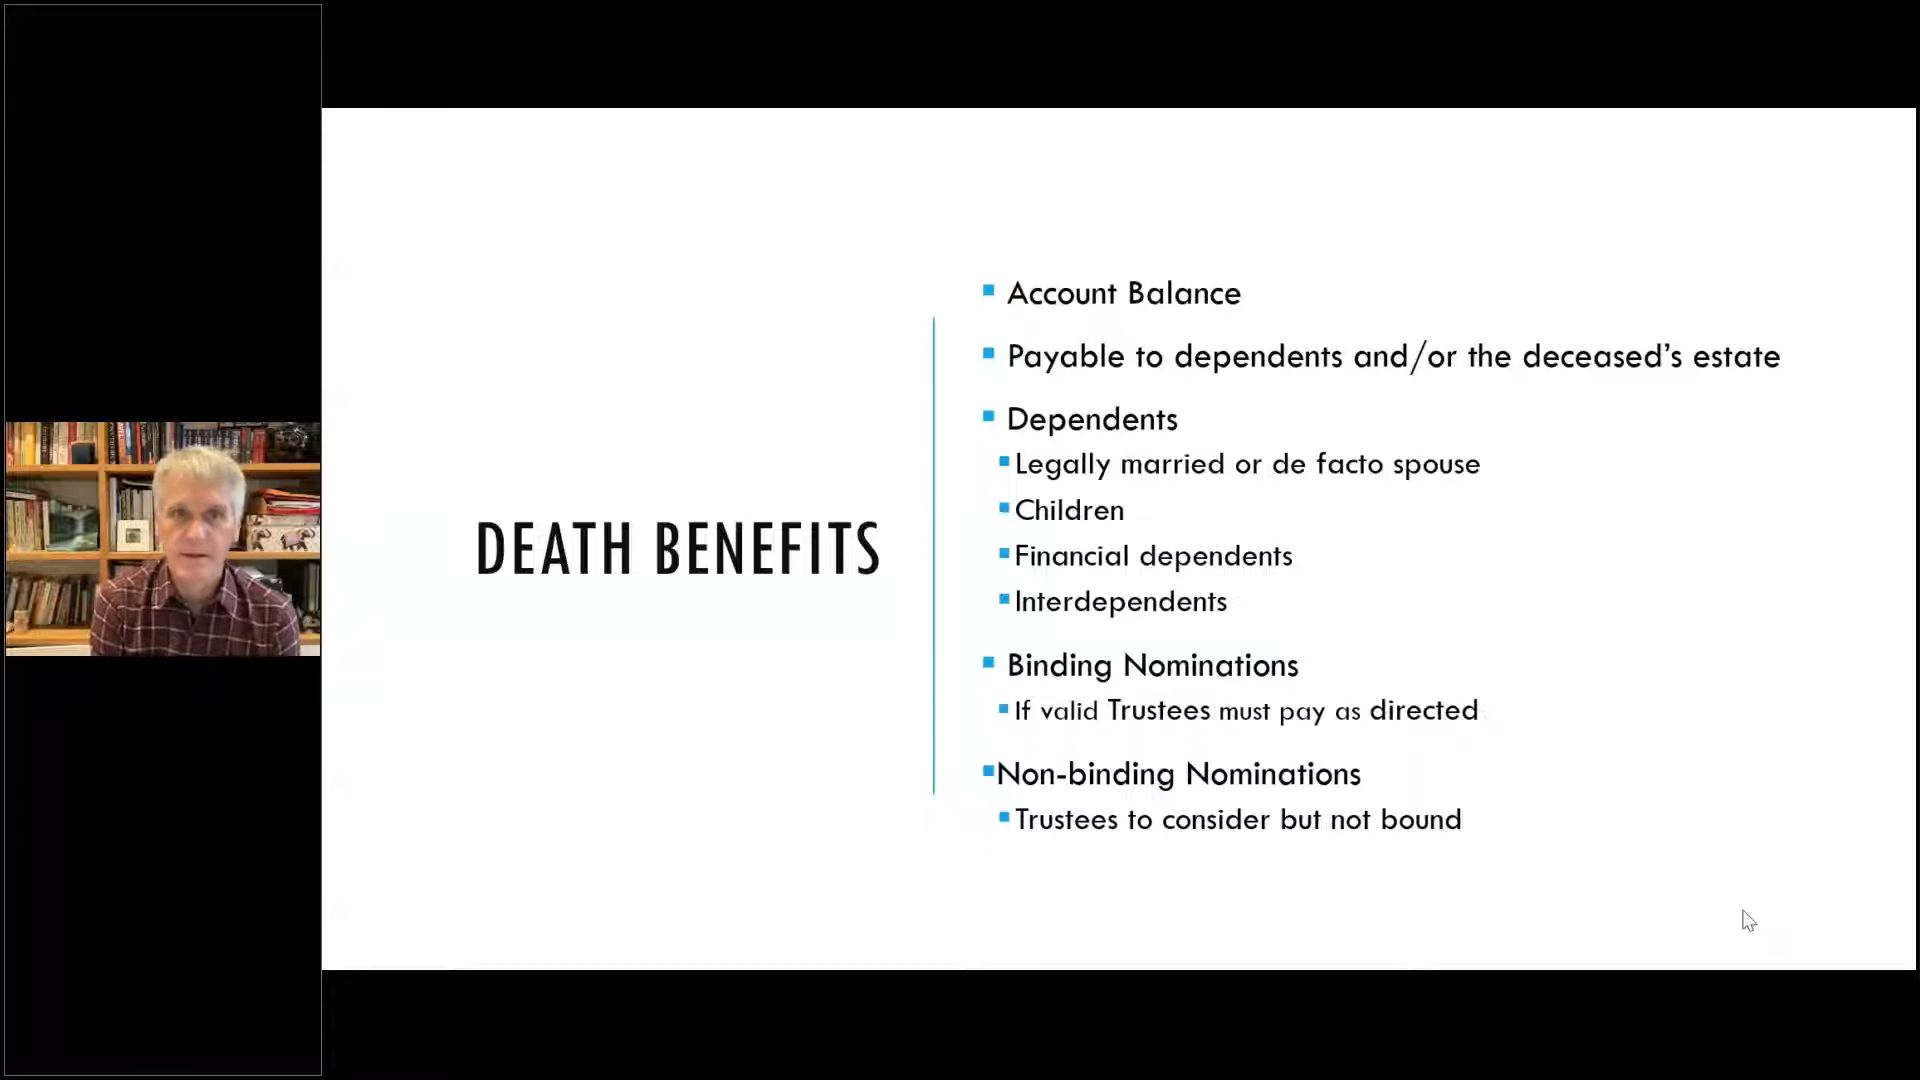 DEATH BENEFITS
Account Balance
Payable to dependents and/or the deceased’s estate
Dependents
Legally married or de facto spouse
Children
Financial dependents
Interdependents
Binding Nominations
If valid Trustees must pay as directed
Non-binding Nominations
Trustees to consider but not bound